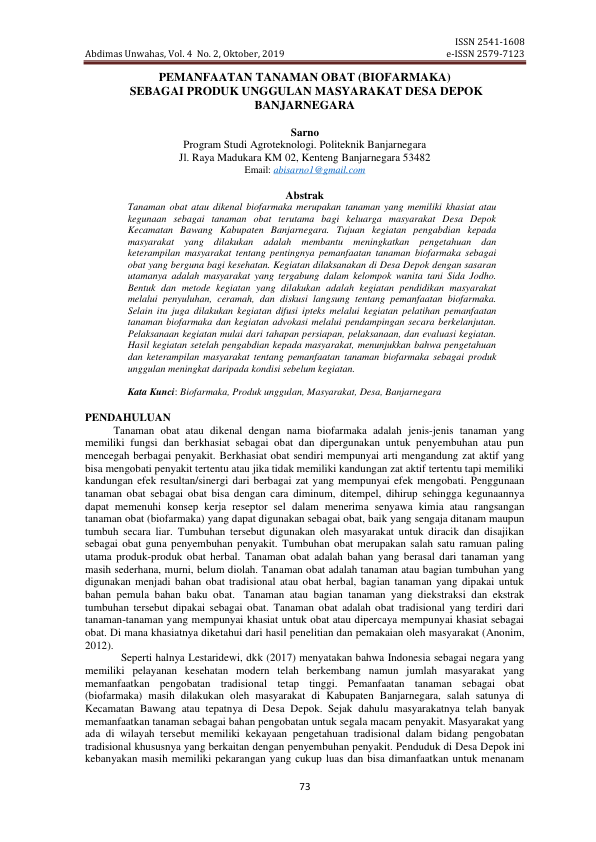 ISSN 2541-1608
Abdimas Unwahas, Vol. 4 No. 2, Oktober, 2019 e-ISSN 2579-7123
PEMANFAATAN TANAMAN OBAT (BIOFARMAKA)
SEBAGAI PRODUK UNGGULAN MASYARAKAT DESA DEPOK
BANJARNEGARA
Sarno
Program Studi Agroteknologi. Politeknik Banjarnegara
Jl. Raya Madukara KM 02, Kenteng Banjarnegara 53482
Email: abisarno1@gmail.com
Abstrak
Tanaman obat atau dikenal biofarmaka merupakan tanaman yang memiliki khasiat atau
kegunaan sebagai tanaman obat terutama bagi keluarga masyarakat Desa Depok
Kecamatan Bawang Kabupaten Banjarnegara. Tujuan kegiatan pengabdian kepada
masyarakat yang dilakukan adalah membantu meningkatkan pengetahuan dan
keterampilan masyarakat tentang pentingnya pemanfaatan tanaman biofarmaka sebagai
obat yang berguna bagi kesehatan. Kegiatan dilaksanakan di Desa Depok dengan sasaran
utamanya adalah masyarakat yang tergabung dalam kelompok wanita tani Sida Jodho.
Bentuk dan metode kegiatan yang dilakukan adalah kegiatan pendidikan masyarakat
melalui penyuluhan, ceramah, dan diskusi langsung tentang pemanfaatan biofarmaka.
Selain itu juga dilakukan kegiatan difusi ipteks melalui kegiatan pelatihan pemanfaatan
tanaman biofarmaka dan kegiatan advokasi melalui pendampingan secara berkelanjutan.
Pelaksanaan kegiatan mulai dari tahapan persiapan, pelaksanaan, dan evaluasi kegiatan.
Hasil kegiatan setelah pengabdian kepada masyarakat, menunjukkan bahwa pengetahuan
dan keterampilan masyarakat tentang pemanfaatan tanaman biofarmaka sebagai produk
unggulan meningkat daripada kondisi sebelum kegiatan.
Kata Kunci: Biofarmaka, Produk unggulan, Masyarakat, Desa, Banjarnegara
PENDAHULUAN
Tanaman obat atau dikenal dengan nama biofarmaka adalah jenis-jenis tanaman yang
memiliki fungsi dan berkhasiat sebagai obat dan dipergunakan untuk penyembuhan atau pun
mencegah berbagai penyakit. Berkhasiat obat sendiri mempunyai arti mengandung zat aktif yang
bisa mengobati penyakit tertentu atau jika tidak memiliki kandungan zat aktif tertentu tapi memiliki
kandungan efek resultan/sinergi dari berbagai zat yang mempunyai efek mengobati. Penggunaan
tanaman obat sebagai obat bisa dengan cara diminum, ditempel, dihirup sehingga kegunaannya
dapat memenuhi konsep kerja reseptor sel dalam menerima senyawa kimia atau rangsangan
tanaman obat (biofarmaka) yang dapat digunakan sebagai obat, baik yang sengaja ditanam maupun
tumbuh secara liar. Tumbuhan tersebut digunakan oleh masyarakat untuk diracik dan disajikan
sebagai obat guna penyembuhan penyakit. Tumbuhan obat merupakan salah satu ramuan paling
utama produk-produk obat herbal. Tanaman obat adalah bahan yang berasal dari tanaman yang
masih sederhana, murni, belum diolah. Tanaman obat adalah tanaman atau bagian tumbuhan yang
digunakan menjadi bahan obat tradisional atau obat herbal, bagian tanaman yang dipakai untuk
bahan pemula bahan baku obat. Tanaman atau bagian tanaman yang diekstraksi dan ekstrak
tumbuhan tersebut dipakai sebagai obat. Tanaman obat adalah obat tradisional yang terdiri dari
tanaman-tanaman yang mempunyai khasiat untuk obat atau dipercaya mempunyai khasiat sebagai
obat. Di mana khasiatnya diketahui dari hasil penelitian dan pemakaian oleh masyarakat (Anonim,
2012).
Seperti halnya Lestaridewi, dkk (2017) menyatakan bahwa Indonesia sebagai negara yang
memiliki pelayanan kesehatan modern telah berkembang namun jumlah masyarakat yang
memanfaatkan pengobatan tradisional tetap tinggi. Pemanfaatan tanaman sebagai obat
(biofarmaka) masih dilakukan oleh masyarakat di Kabupaten Banjarnegara, salah satunya di
Kecamatan Bawang atau tepatnya di Desa Depok. Sejak dahulu masyarakatnya telah banyak
memanfaatkan tanaman sebagai bahan pengobatan untuk segala macam penyakit. Masyarakat yang
ada di wilayah tersebut memiliki kekayaan pengetahuan tradisional dalam bidang pengobatan
tradisional khususnya yang berkaitan dengan penyembuhan penyakit. Penduduk di Desa Depok ini
kebanyakan masih memiliki pekarangan yang cukup luas dan bisa dimanfaatkan untuk menanam
73